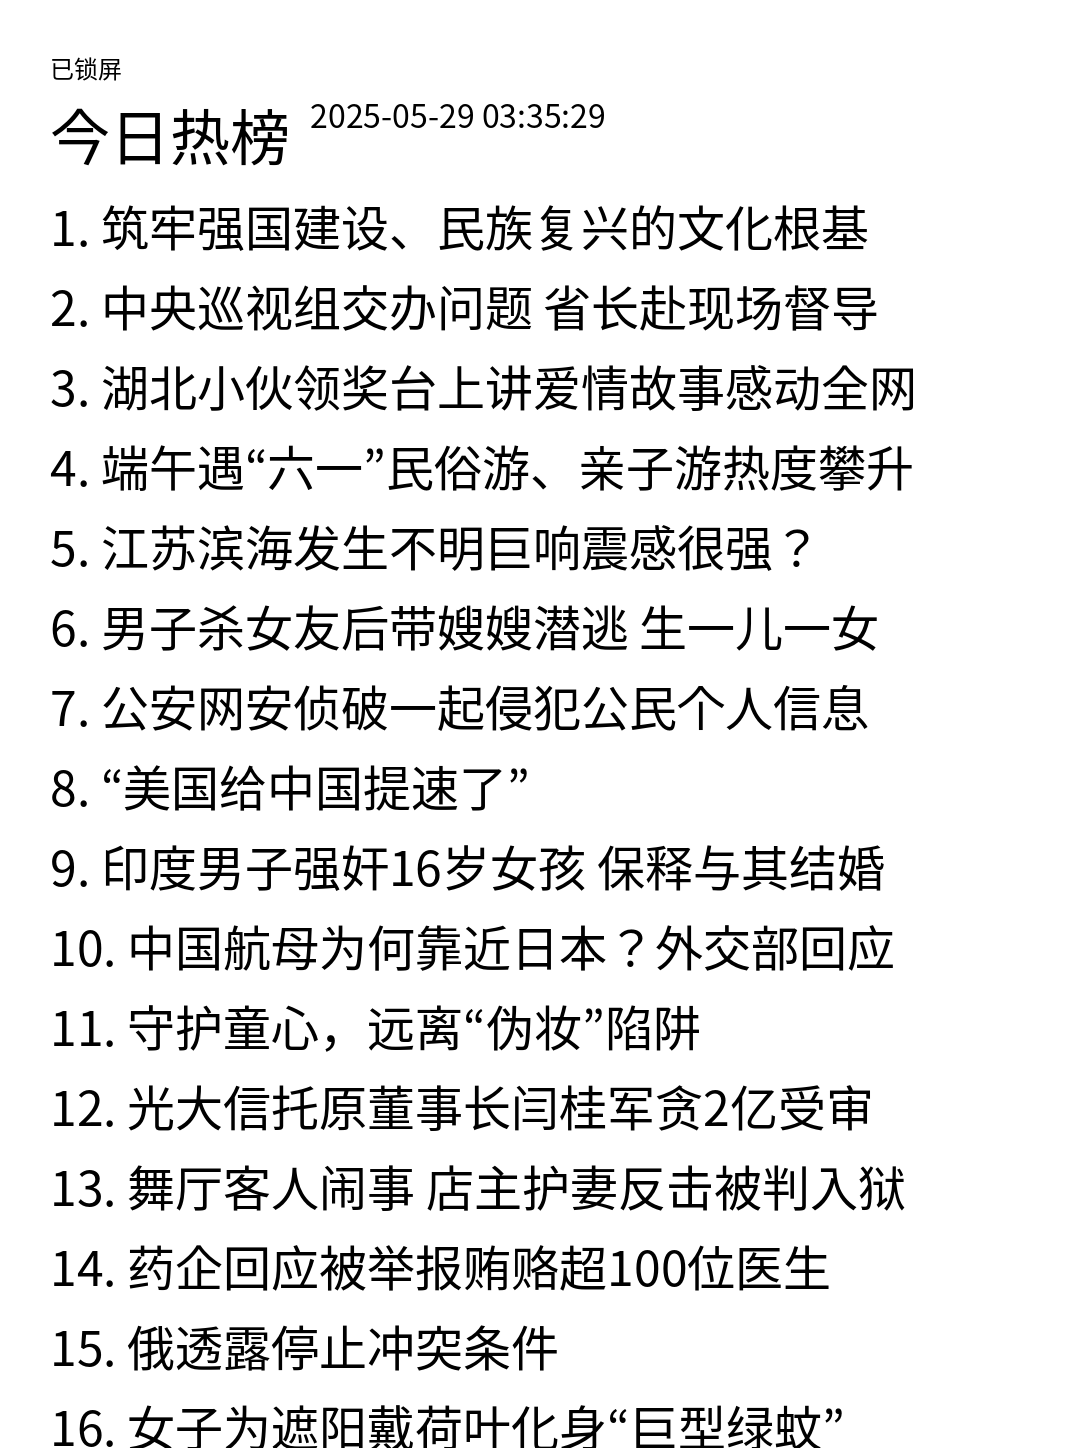 已锁屏
今日热榜 2025-05-29 03:35:29
1. 筑牢强国建设、民族复兴的文化根基
2. 中央巡视组交办问题 省长赴现场督导
3. 湖北小伙领奖台上讲爱情故事感动全网
4. 端午遇“六一”民俗游、亲子游热度攀升
5. 江苏滨海发生不明巨响震感很强？
6. 男子杀女友后带嫂嫂潜逃 生一儿一女
7. 公安网安侦破一起侵犯公民个人信息
8. “美国给中国提速了”
9. 印度男子强奸16岁女孩 保释与其结婚
10. 中国航母为何靠近日本？外交部回应
11. 守护童心，远离“伪妆”陷阱
12. 光大信托原董事长闫桂军贪2亿受审
13. 舞厅客人闹事 店主护妻反击被判入狱
14. 药企回应被举报贿赂超100位医生
15. 俄透露停止冲突条件
16. 女子为遮阳戴荷叶化身“巨型绿蚊”